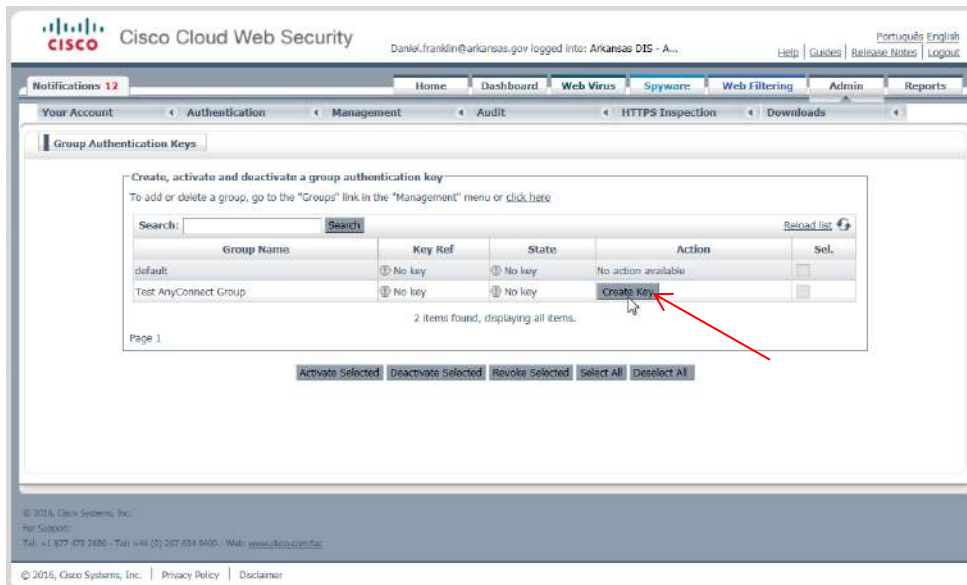 CISCO
Cisco Cloud Web Security
Daniel.franklin@arkansas.gov logged into: Arkansas DIS - A...
Português English
Help | Guides | Release Notes | Logout
Notifications 12
Home Dashboard Web Virus Spyware Web Filtering Admin Reports
Your Account Authentication Management Audit HTTPS Inspection Downloads
Group Authentication Keys
Create, activate and deactivate a group authentication key
To add or delete a group, go to the "Groups" link in the "Management" menu or click here
Search: Search Reload list
Group Name Key Ref State Action Sel.
default No key No key No action available
Test AnyConnect Group No key No key Create Key
2 items found, displaying all items.
Page 1
Activate Selected Deactivate Selected Revoke Selected Select All Deselect All
© 2016, Cisco Systems, Inc.
For Support:
www.cisco.com/tac
© 2016, Cisco Systems, Inc. | Privacy Policy | Disclaimer